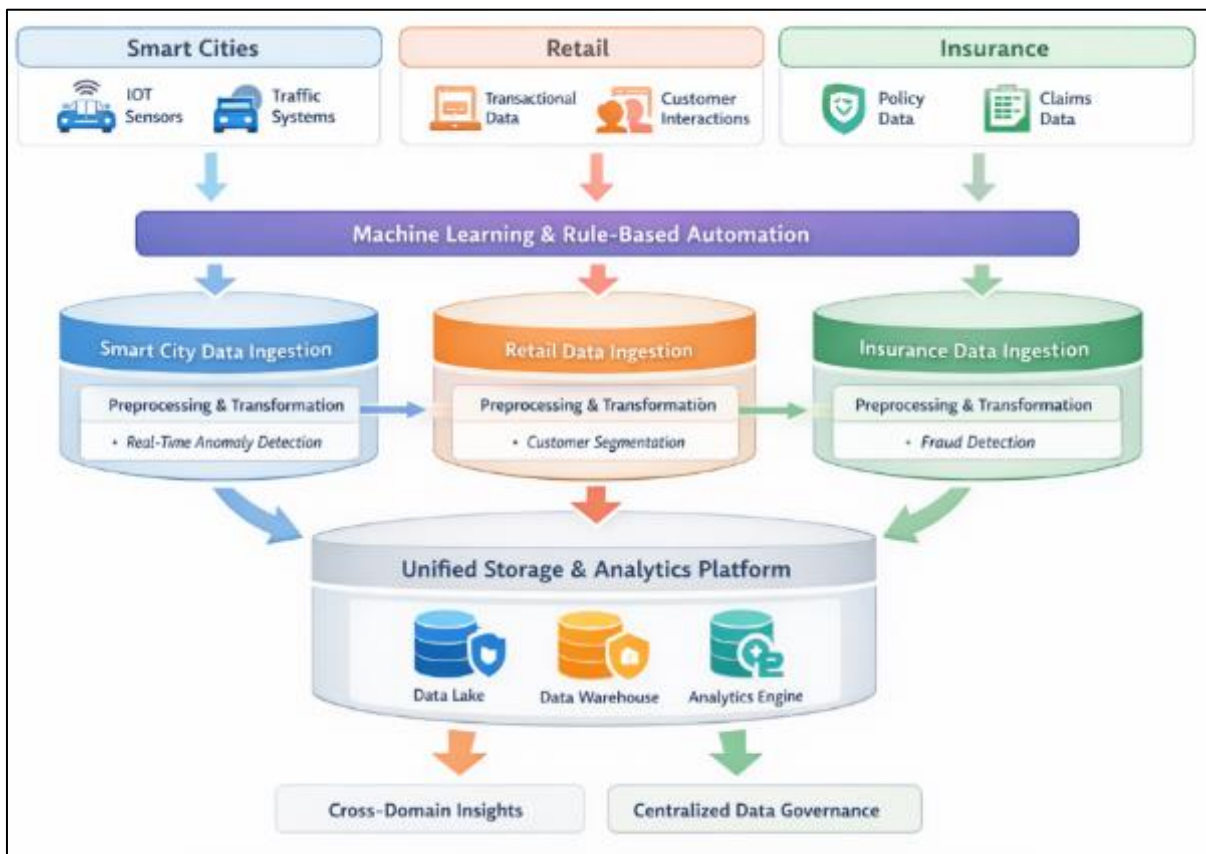 Smart Cities
Retail
Insurance
IOT
Sensors
Traffic
Systems
Transactional
Data
Customer
Interactions
Policy
Data
Claims
Data
Machine Learning & Rule-Based Automation
Smart City Data Ingestion
Retail Data Ingestion
Insurance Data Ingestion
Preprocessing & Transformation
• Real-Time Anomaly Detection
Preprocessing & Transformation
• Customer Segmentation
Preprocessing & Transformation
• Fraud Detection
Unified Storage & Analytics Platform
Data Lake
Data Warehouse
Analytics Engine
Cross-Domain Insights
Centralized Data Governance